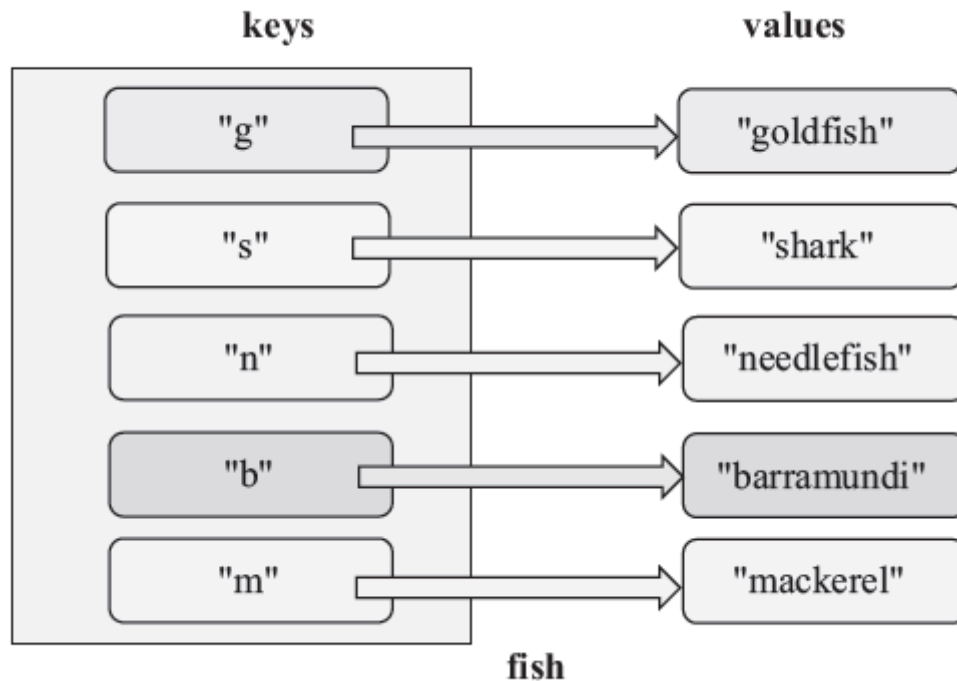 keys values
"g" "goldfish"
"s" "shark"
"n" "needlefish"
"b" "barramundi"
"m" "mackerel"
fish